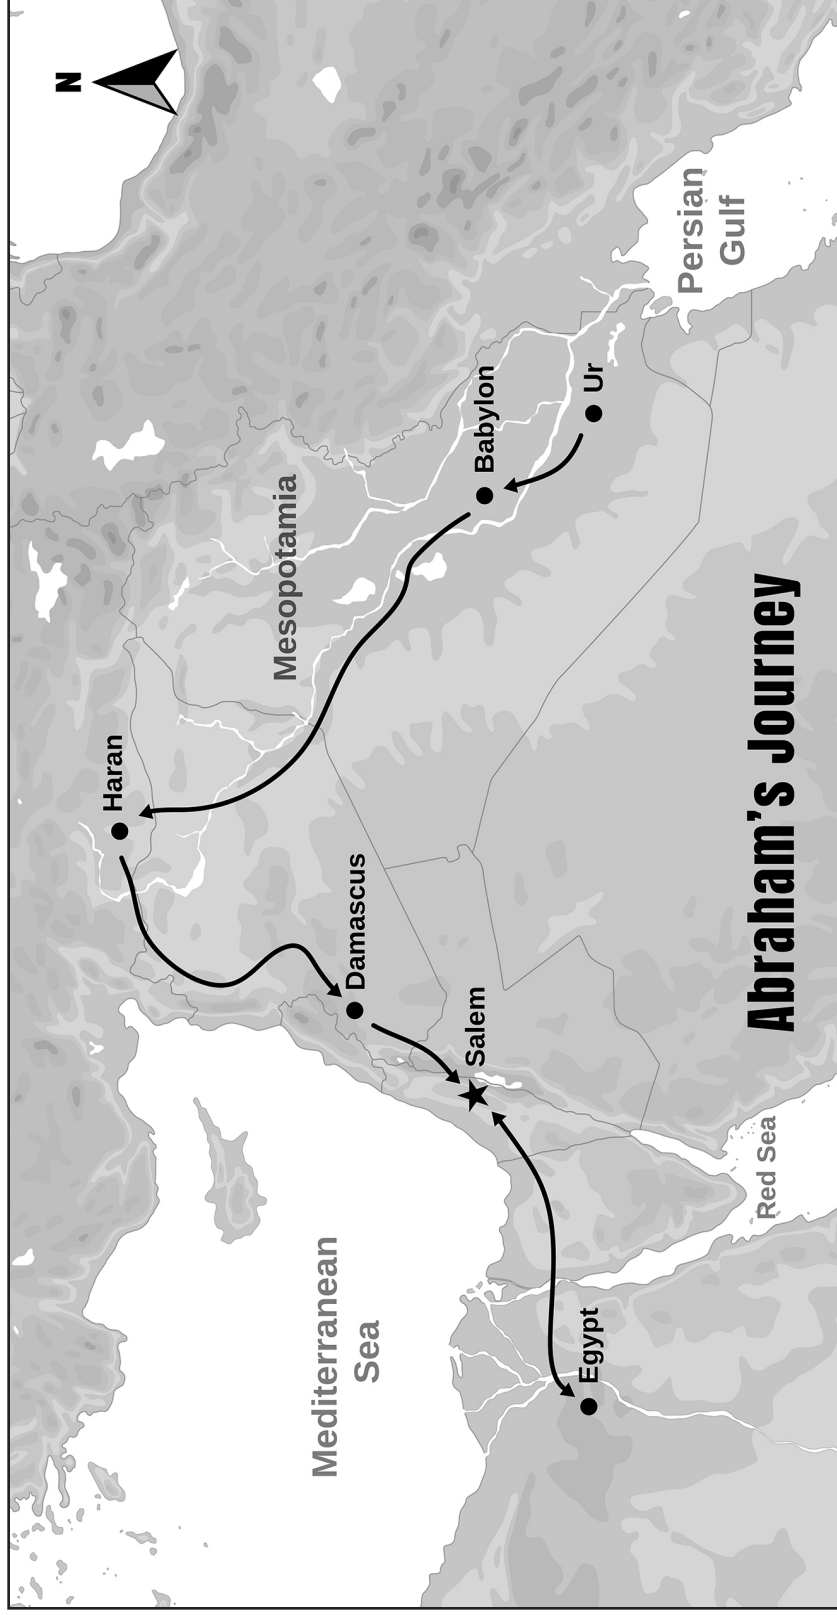 N
Haran
Mesopotamia
Babylon
Ur
Persian
Gulf
Damascus
Salem
Mediterranean
Sea
Egypt
Red Sea
Abraham’s Journey